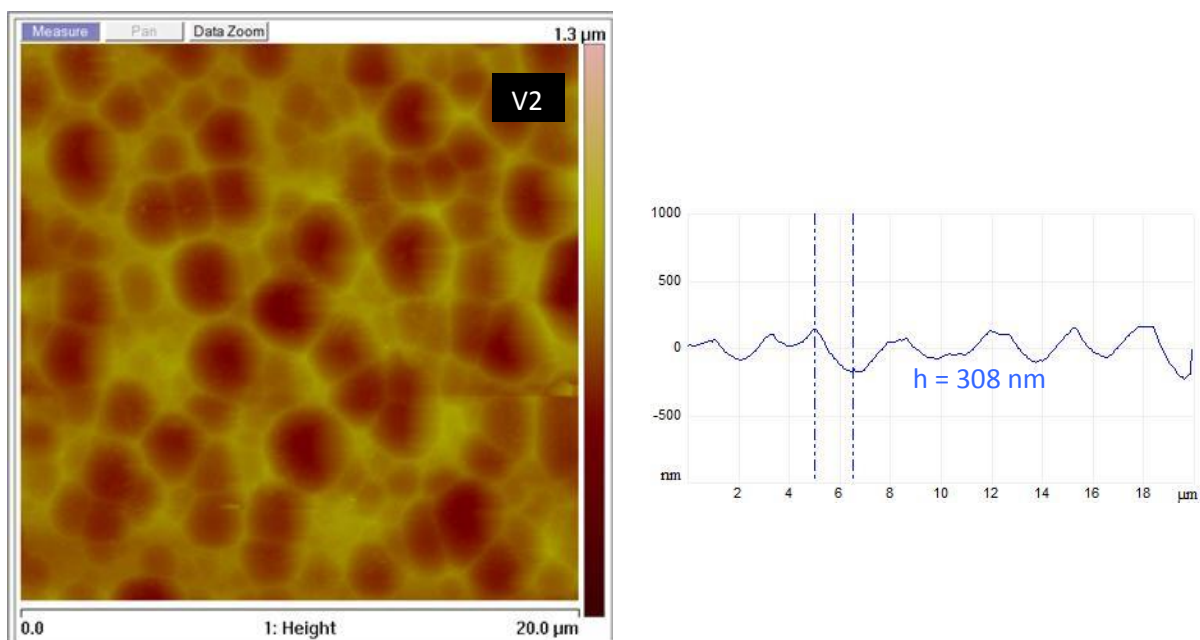 Measure Pan Data Zoom 1.3 µm
V2
0.0 1: Height 20.0 µm
1000
500
0
h = 308 nm
-500
nm
2 4 6 8 10 12 14 16 18 µm